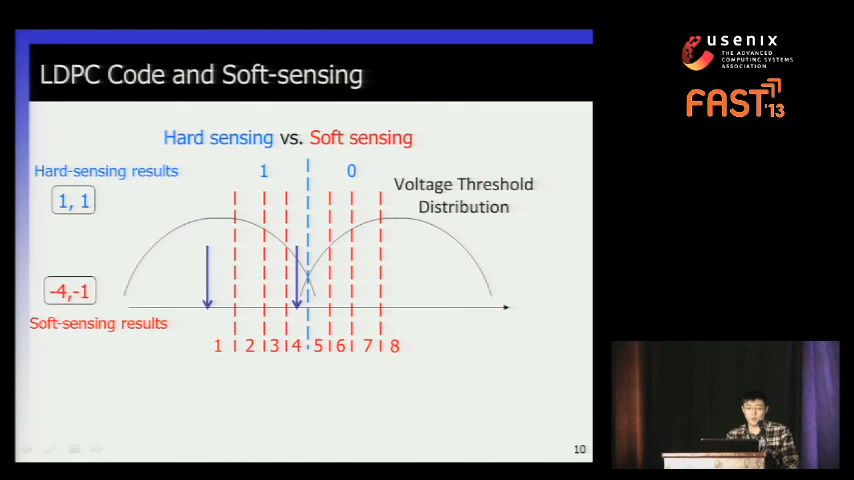 LDPC Code and Soft-sensing
Hard sensing vs. Soft sensing
Hard-sensing results
1
0
1, 1
Voltage Threshold
Distribution
-4,-1
Soft-sensing results
1
2
3
4
5
6
7
8
10
usenix
THE ADVANCED
COMPUTING SYSTEMS
ASSOCIATION
FAST '13